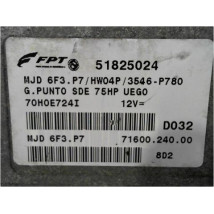 FPT 51825024
MJD 6F3.P7/HW04P/3546-P780
G.PUNTO SDE 75HP UEGO
70H0E724I 12V=
D032
MJD 6F3.P7 71600.240.00
8D2